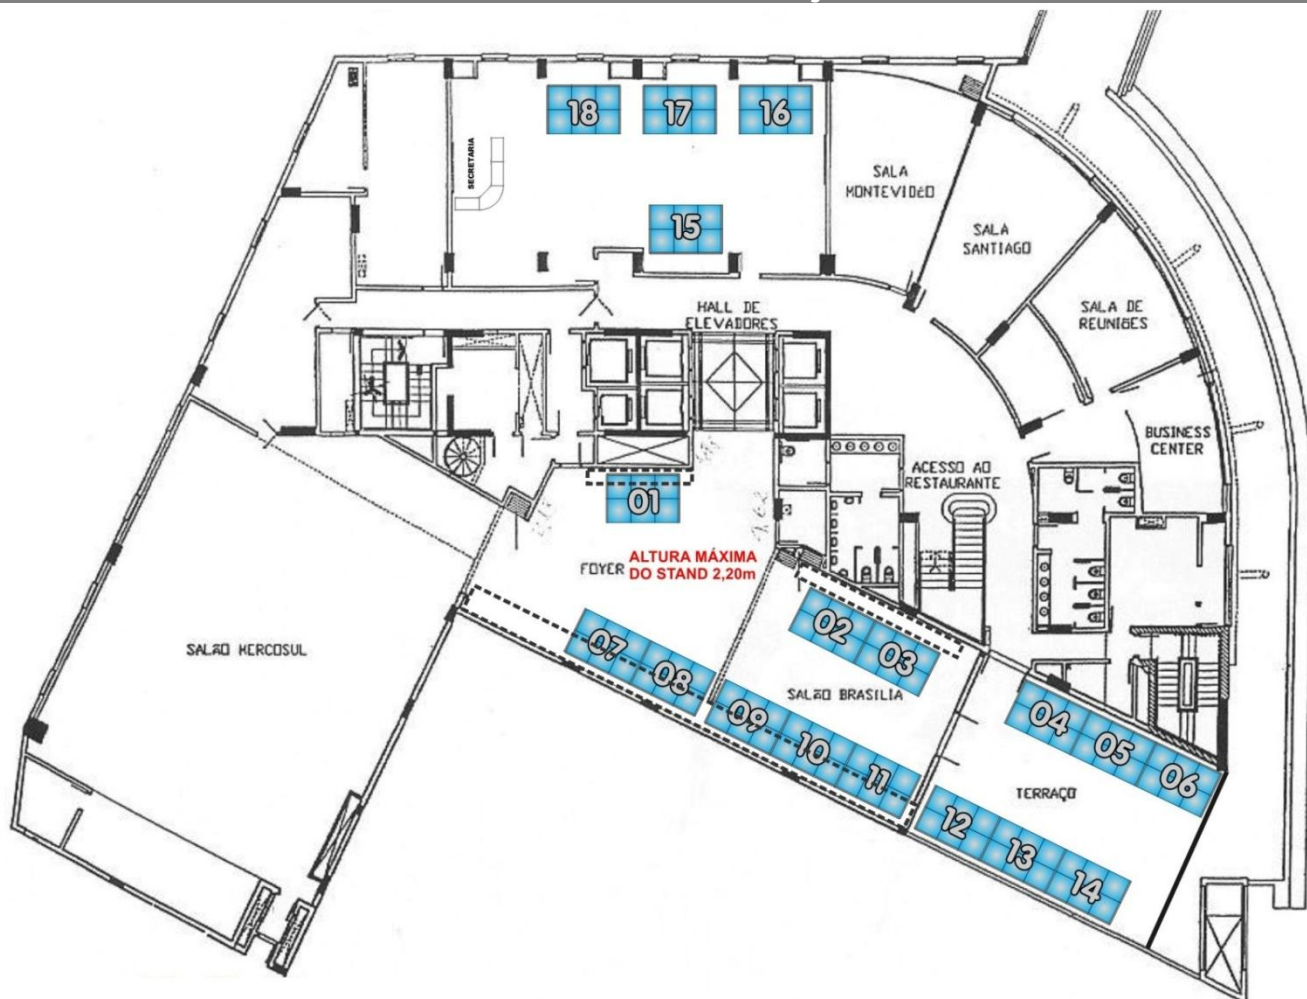 18
17
16
SECRETARIA
15
SALA
MONTEVIDéO
SALA
SANTIAGO
HALL DE
ELEVADORES
SALA DE
REUNIõES
BUSINESS
CENTER
ACESSO AO
RESTAURANTE
01
FOYER
ALTURA MÁXIMA
DO STAND 2,20m
SALãO MERCOSUL
07
08
02
03
SALãO BRASILIA
09
10
11
04
05
06
TERRAÇO
12
13
14